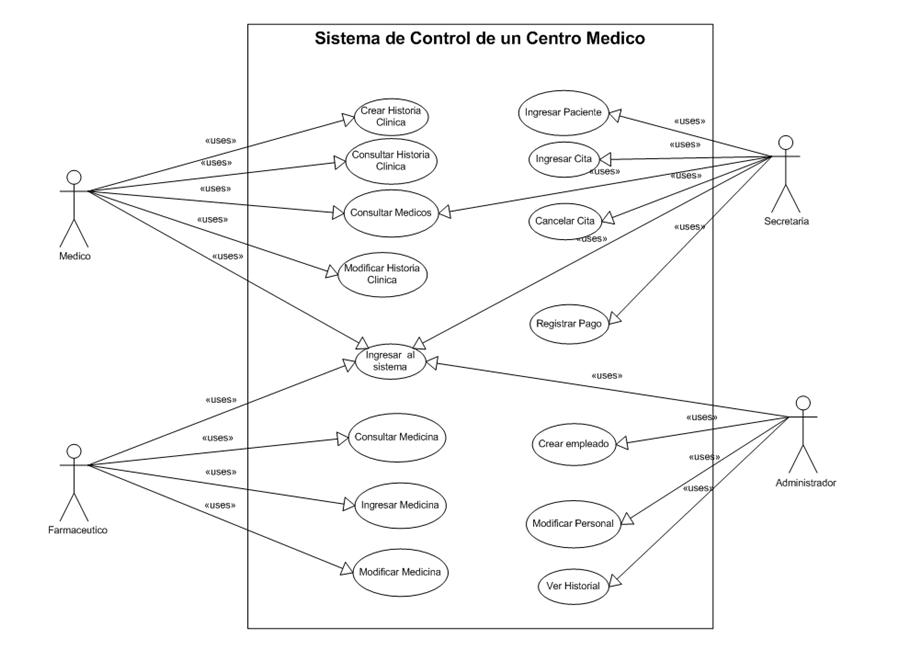 Sistema de Control de un Centro Medico
Crear Historia
Clinica
Ingresar Paciente
«uses»
«uses»
«uses»
Consultar Historia
Clinica
Ingresar Cita
«uses»
«uses»
«uses»
«uses»
Consultar Medicos
Cancelar Cita
Secretaria
«uses»
«uses»
«uses»
Medico
«uses»
Modificar Historia
Clinica
Registrar Pago
Ingresar al
sistema
«uses»
«uses»
«uses»
Consultar Medicina
«uses»
Crear empleado
«uses»
«uses»
Administrador
«uses»
«uses»
Ingresar Medicina
Modificar Personal
Farmaceutico
Modificar Medicina
Ver Historial